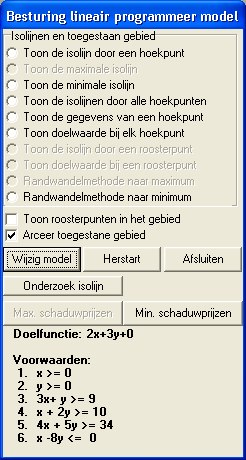 Besturing lineair programmeer model
Isolijnen en toegestaan gebied
Toon de isolijn door een hoekpunt
Toon de maximale isolijn
Toon de minimale isolijn
Toon de isolijnen door alle hoekpunten
Toon de gegevens van een hoekpunt
Toon doelwaarde bij elk hoekpunt
Toon de isolijn door een roosterpunt
Toon doelwaarde bij een roosterpunt
Randwandelmethode naar maximum
Randwandelmethode naar minimum
Toon roosterpunten in het gebied
Arceer toegestane gebied
Wijzig model Herstart Afsluiten
Onderzoek isolijn
Max. schaduwprijzen Min. schaduwprijzen
Doelfunctie: 2x+3y+0
Voorwaarden:
1. x >= 0
2. y >= 0
3. 3x+ y >= 9
4. x + 2y >= 10
5. 4x + 5y >= 34
6. x -8y <= 0